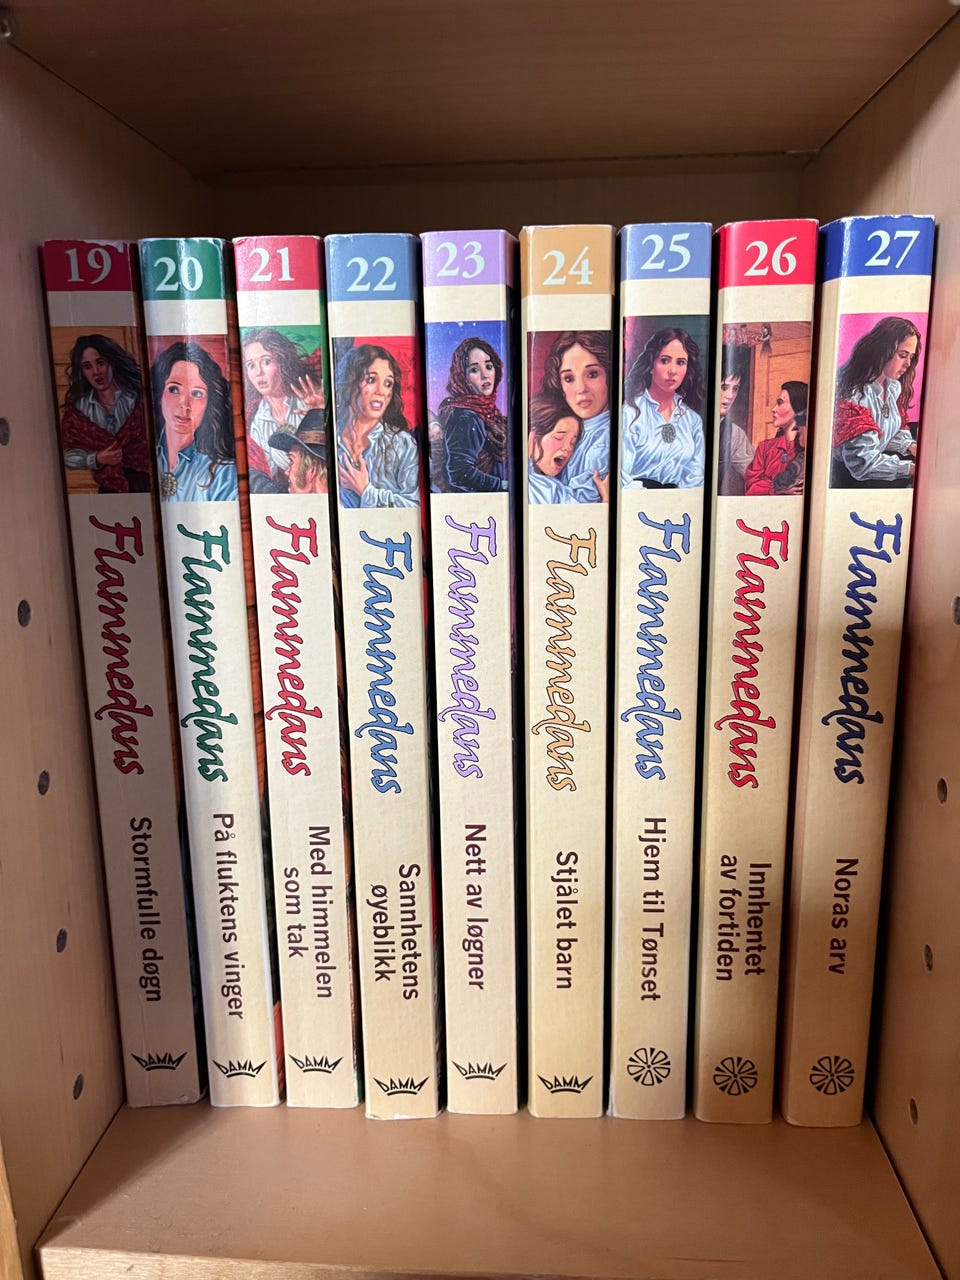 19
Flammedans
Stormfulle døgn
DAMM
20
Flammedans
På fluktens vinger
DAMM
21
Flammedans
Med himmelen
som tak
DAMM
22
Flammedans
Sannhetens
øyeblikk
DAMM
23
Flammedans
Nett av løgner
DAMM
24
Flammedans
Stjålet barn
DAMM
25
Flammedans
Hjem til Tønset
26
Flammedans
Innhentet
av fortiden
27
Flammedans
Noras arv